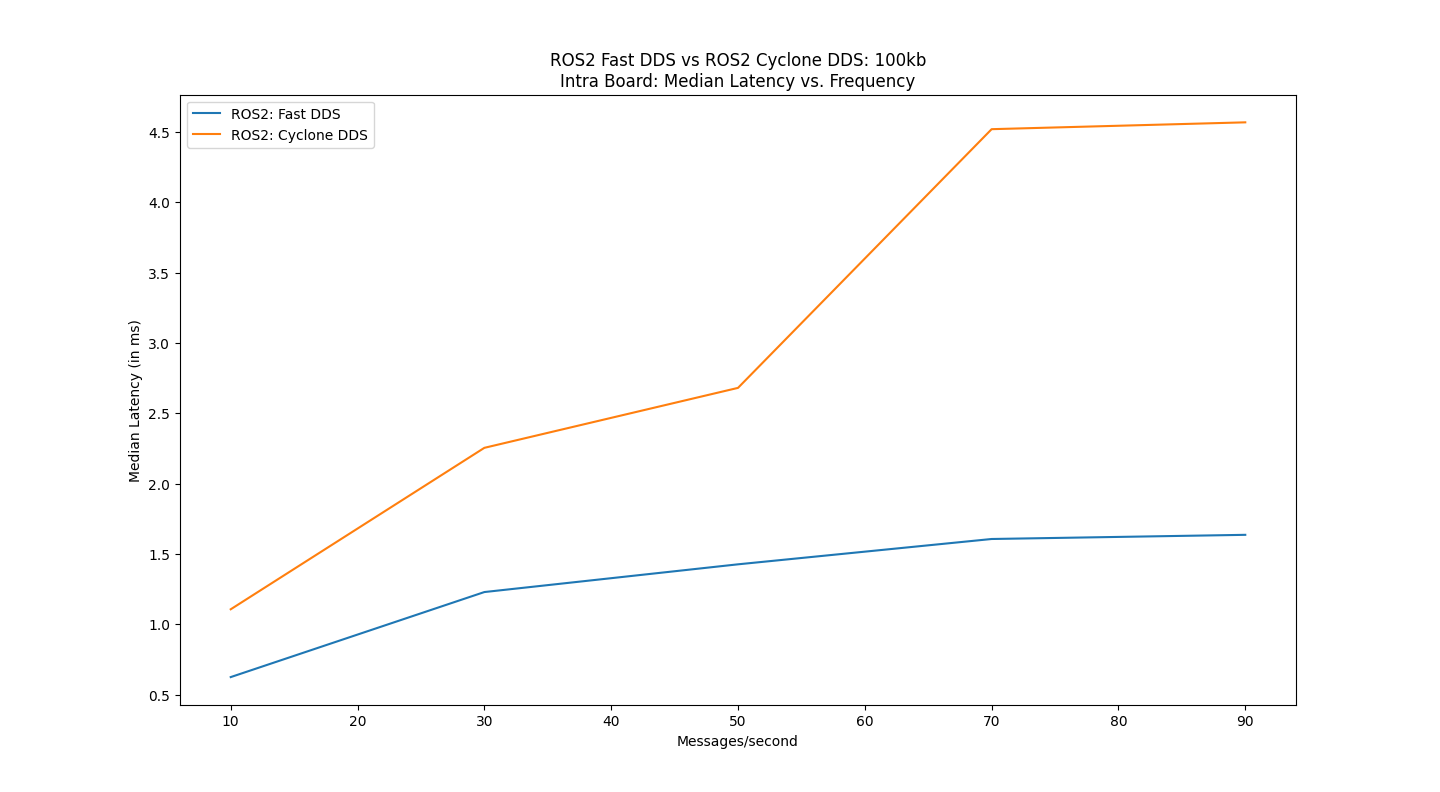 ROS2 Fast DDS vs ROS2 Cyclone DDS: 100kb
Intra Board: Median Latency vs. Frequency
ROS2: Fast DDS
ROS2: Cyclone DDS
4.5
4.0
3.5
3.0
2.5
2.0
1.5
1.0
0.5
Median Latency (in ms)
10 20 30 40 50 60 70 80 90
Messages/second